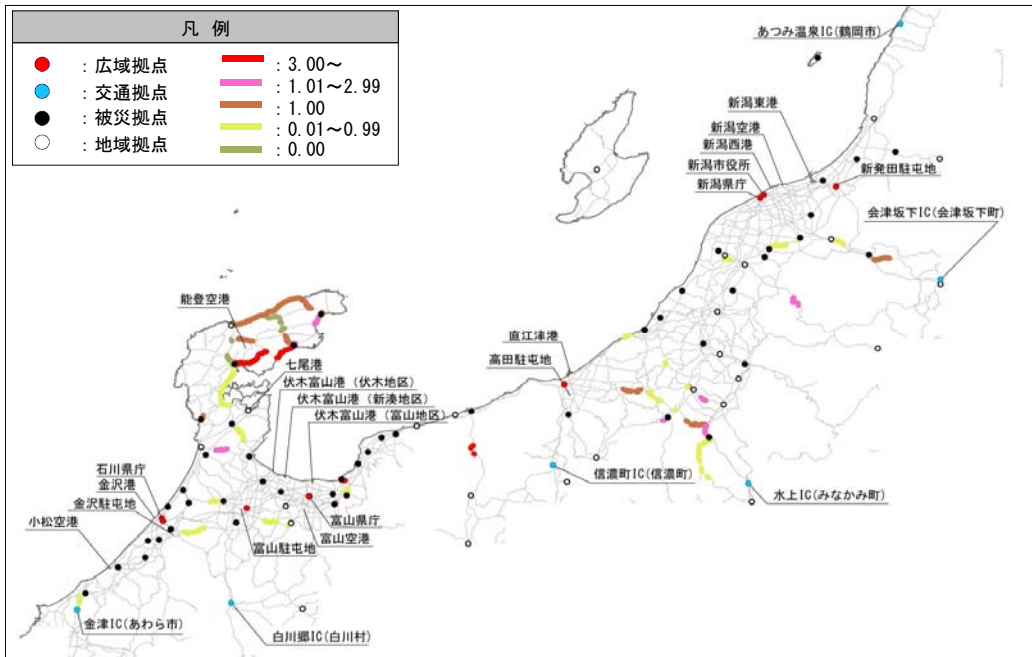 凡 例
：広域拠点
：交通拠点
：被災拠点
：地域拠点
：3.00～
：1.01～2.99
：1.00
：0.01～0.99
：0.00
あつみ温泉IC(鶴岡市)
新潟東港
新潟空港
新潟西港
新潟市役所
新潟県庁
新発田駐屯地
会津坂下IC(会津坂下町)
能登空港
七尾港
伏木富山港（伏木地区）
伏木富山港（新湊地区）
伏木富山港（富山地区）
直江津港
高田駐屯地
石川県庁
金沢港
金沢駐屯地
小松空港
富山県庁
富山空港
富山駐屯地
信濃町IC(信濃町)
水上IC(みなかみ町)
金津IC(あわら市)
白川郷IC(白川村)